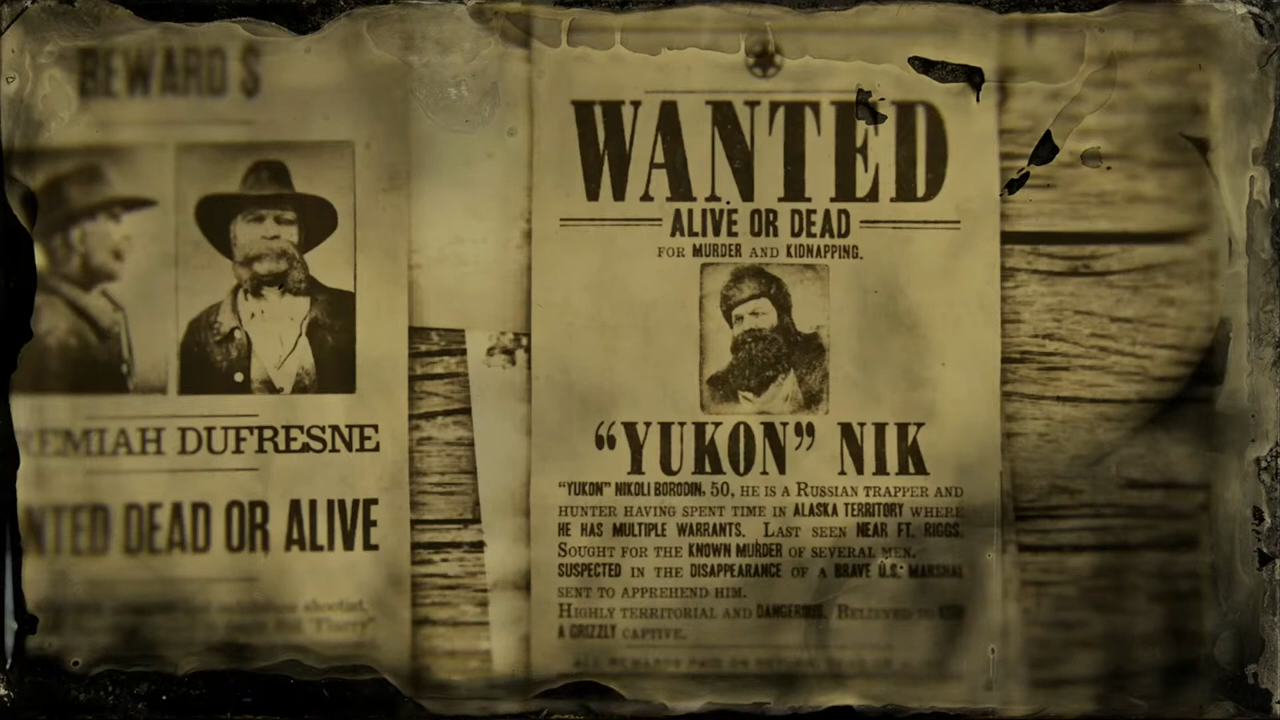 REWARD $
REMIAH DUFRESNE
NTED DEAD OR ALIVE
WANTED
ALIVE OR DEAD
FOR MURDER AND KIDNAPPING.
“YUKON” NIK
“YUKON” NIKOLI BORODIN, 50, HE IS A RUSSIAN TRAPPER AND
HUNTER HAVING SPENT TIME IN ALASKA TERRITORY WHERE
HE HAS MULTIPLE WARRANTS. LAST SEEN NEAR FT. RIGGS.
SOUGHT FOR THE KNOWN MURDER OF SEVERAL MEN.
SUSPECTED IN THE DISAPPEARANCE OF A BRAVE U.S. MARSHAL
SENT TO APPREHEND HIM.
HIGHLY TERRITORIAL AND DANGEROUS. BELIEVED TO
A GRIZZLY CAPTIVE.